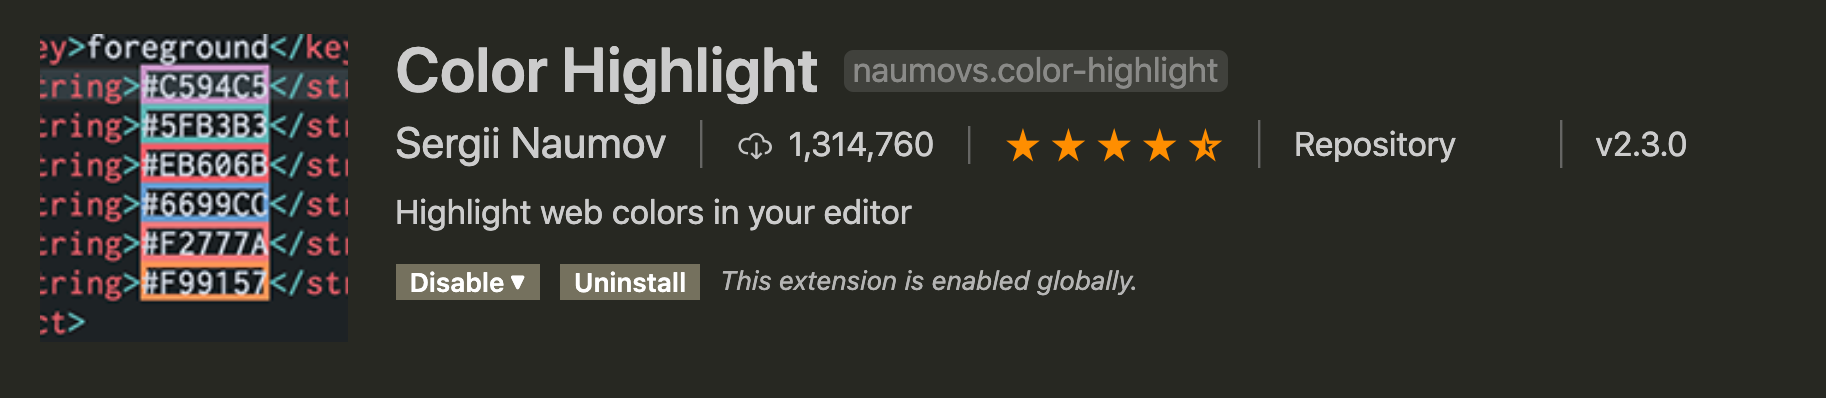 ey>foreground</key
tring>#C594C5</str
tring>#5FB3B3</str
tring>#EB606B</str
tring>#6699CC</str
tring>#F2777A</str
tring>#F99157</str
ct>
Color Highlight naumovs.color-highlight
Sergii Naumov 1,314,760 Repository v2.3.0
Highlight web colors in your editor
Disable Uninstall This extension is enabled globally.